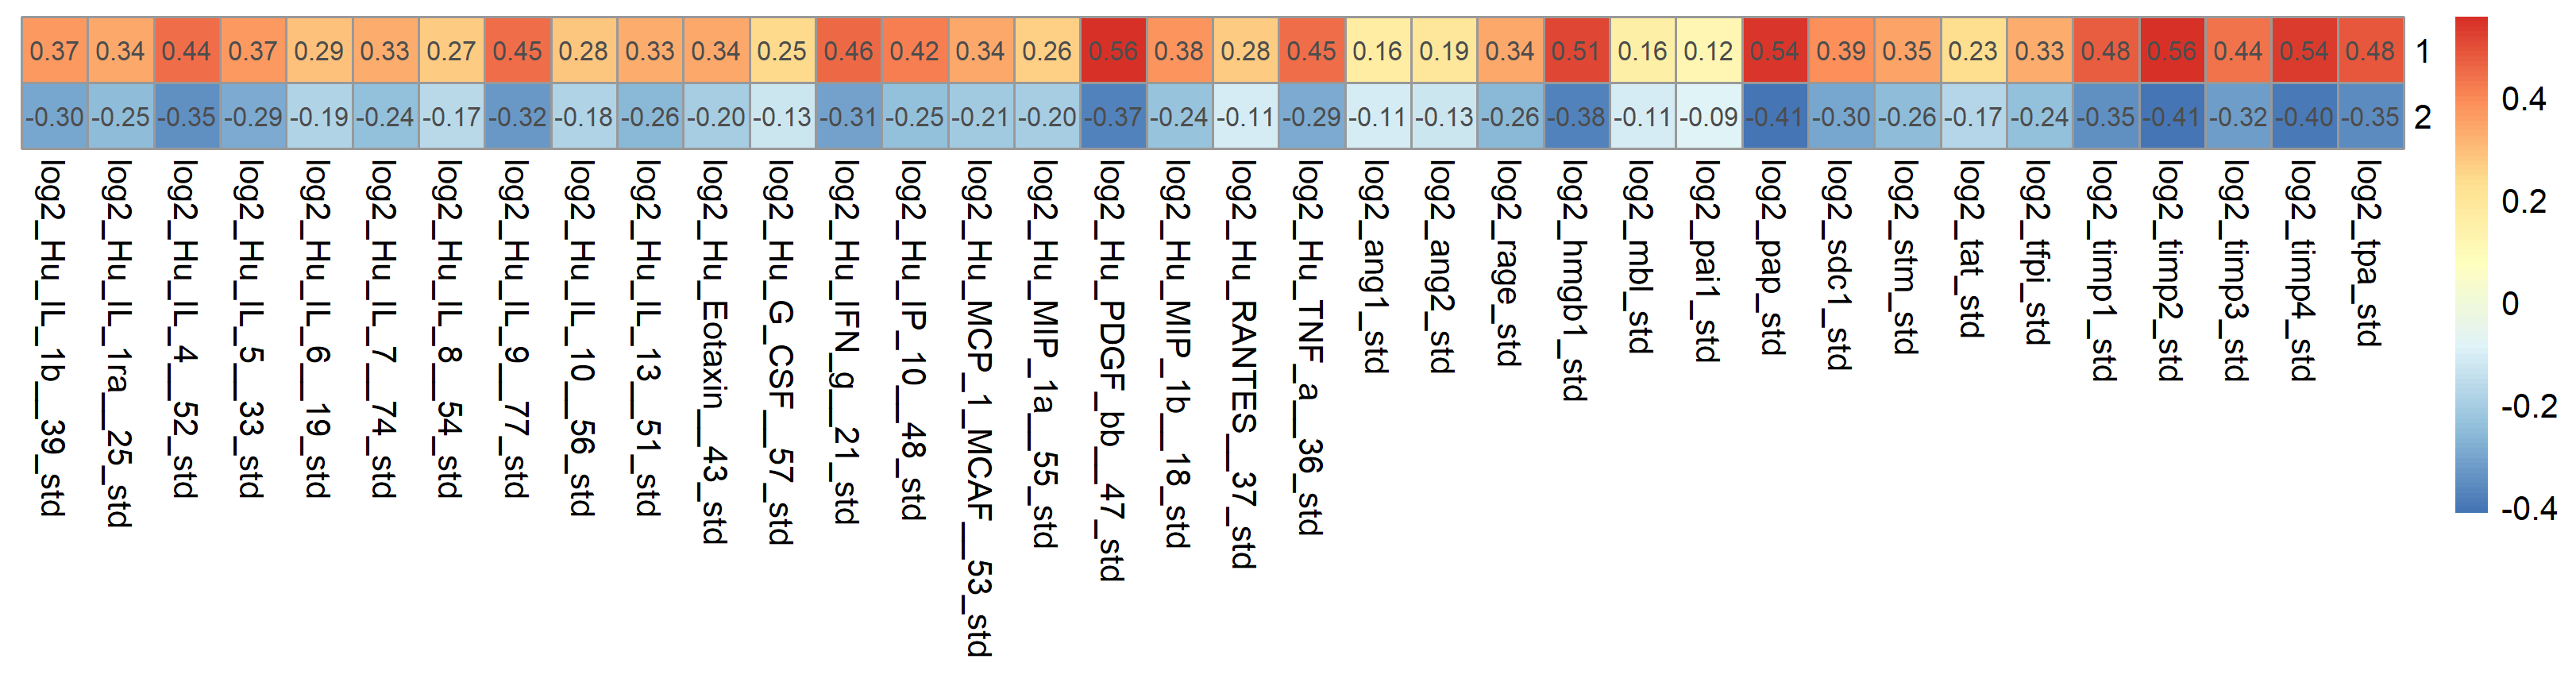 0.37 0.34 0.44 0.37 0.29 0.33 0.27 0.45 0.28 0.33 0.34 0.25 0.46 0.42 0.34 0.26 0.56 0.38 0.28 0.45 0.16 0.19 0.34 0.51 0.16 0.12 0.54 0.39 0.35 0.23 0.33 0.48 0.56 0.44 0.54 0.48 1
-0.30 -0.25 -0.35 -0.29 -0.19 -0.24 -0.17 -0.32 -0.18 -0.26 -0.20 -0.13 -0.31 -0.25 -0.21 -0.20 -0.37 -0.24 -0.11 -0.29 -0.11 -0.13 -0.26 -0.38 -0.11 -0.09 -0.41 -0.30 -0.26 -0.17 -0.24 -0.35 -0.41 -0.32 -0.40 -0.35 2
log2_Hu_IL_1b__39_std
log2_Hu_IL_1ra__25_std
log2_Hu_IL_4__52_std
log2_Hu_IL_5__33_std
log2_Hu_IL_6__19_std
log2_Hu_IL_7__74_std
log2_Hu_IL_8__54_std
log2_Hu_IL_9__77_std
log2_Hu_IL_10__56_std
log2_Hu_IL_13__51_std
log2_Hu_Eotaxin__43_std
log2_Hu_G_CSF__57_std
log2_Hu_IFN_g__21_std
log2_Hu_IP_10__48_std
log2_Hu_MCP_1_MCAF__53_std
log2_Hu_MIP_1a__55_std
log2_Hu_PDGF_bb__47_std
log2_Hu_MIP_1b__18_std
log2_Hu_RANTES__37_std
log2_Hu_TNF_a__36_std
log2_ang1_std
log2_ang2_std
log2_rage_std
log2_hmgb1_std
log2_mbl_std
log2_pai1_std
log2_pap_std
log2_sdc1_std
log2_stm_std
log2_tat_std
log2_tfpi_std
log2_timp1_std
log2_timp2_std
log2_timp3_std
log2_timp4_std
log2_tpa_std
0.4
0.2
0
-0.2
-0.4